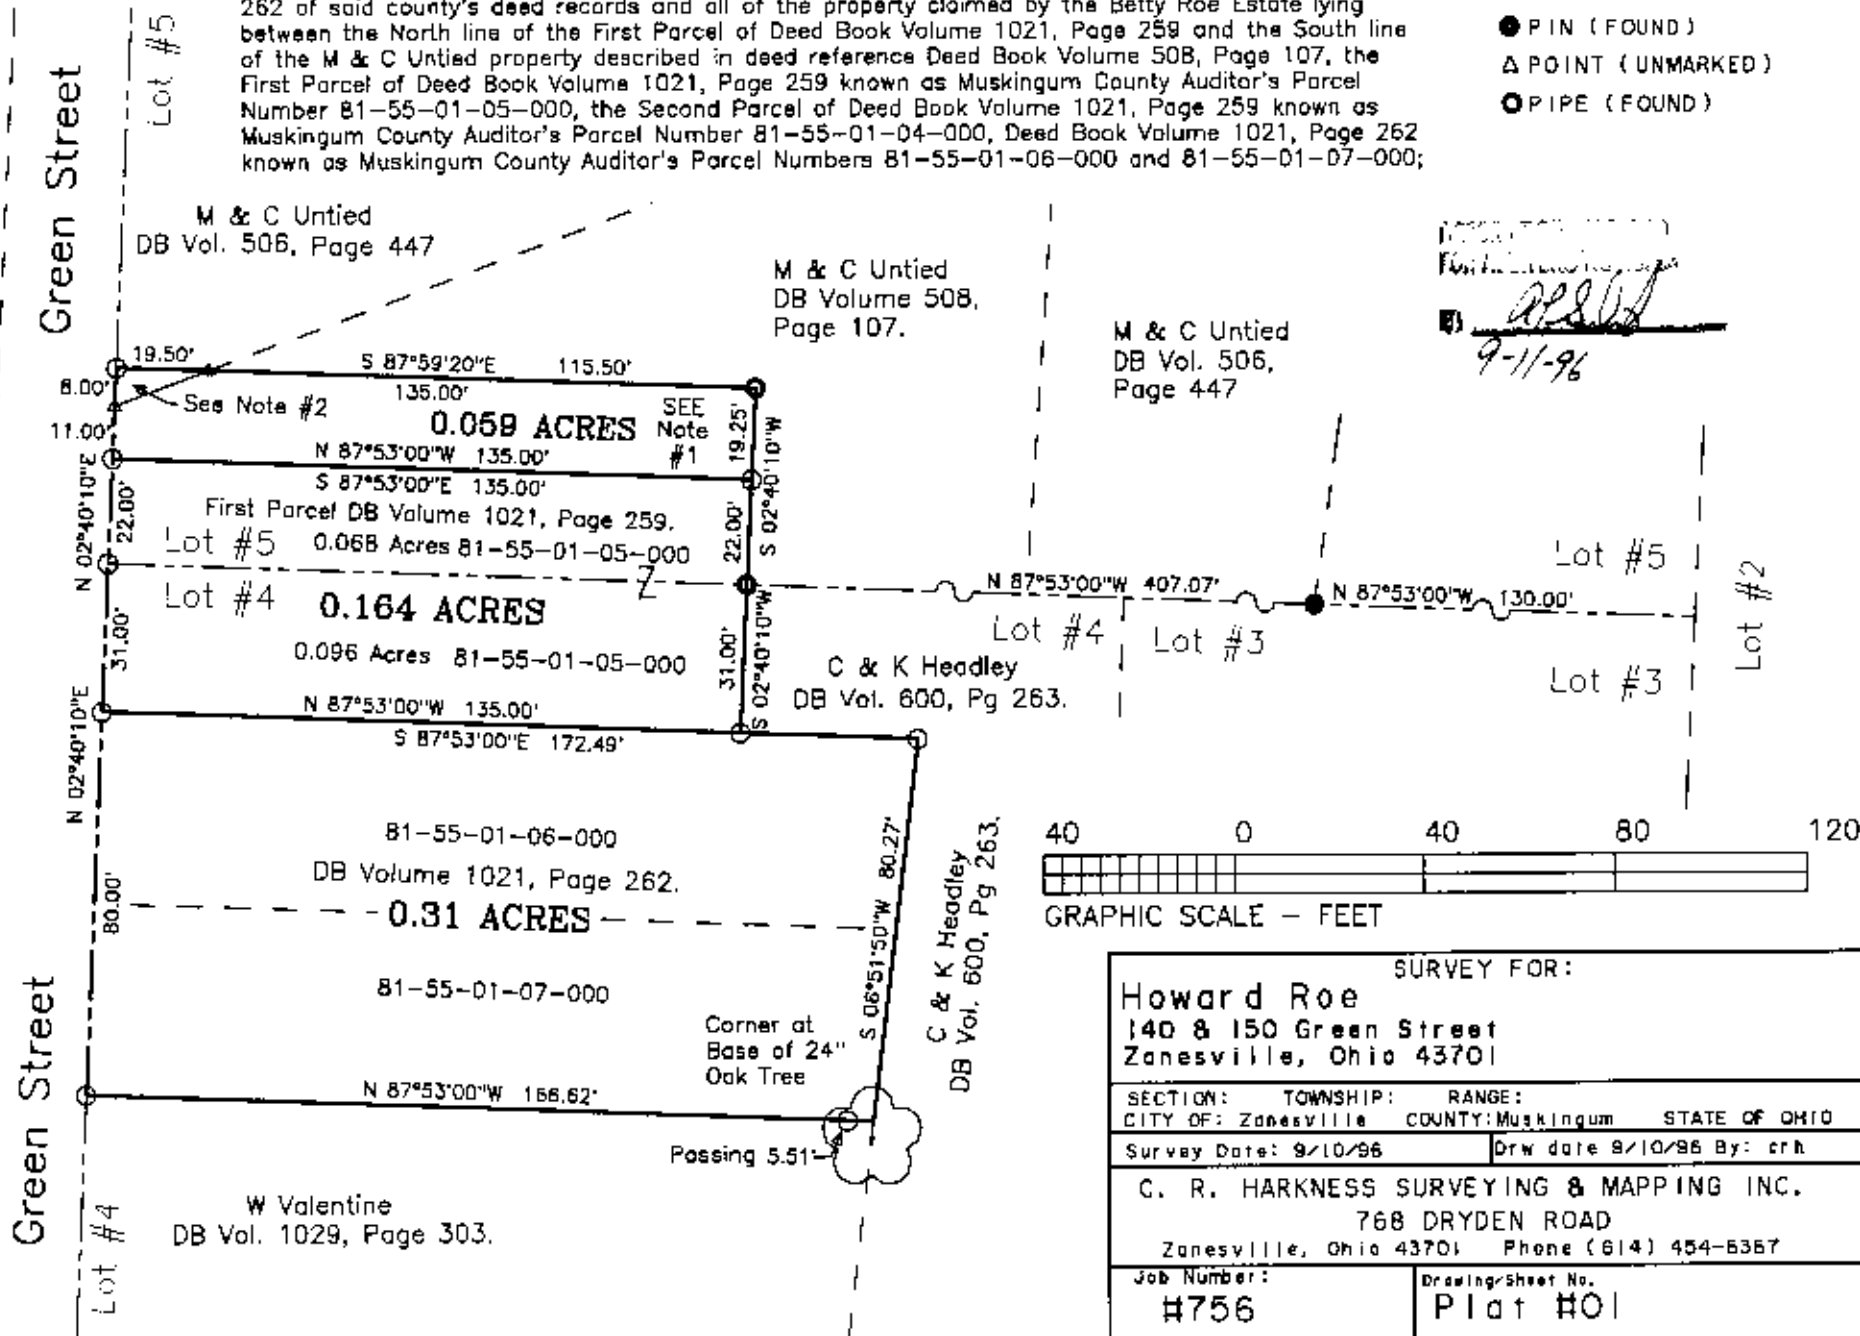 262 of said county's deed records and all of the property claimed by the Betty Roe Estate lying
between the North line of the First Parcel of Deed Book Volume 1021, Page 259 and the South line
of the M & C Untied property described in deed reference Deed Book Volume 508, Page 107, the
First Parcel of Deed Book Volume 1021, Page 259 known as Muskingum County Auditor's Parcel
Number 81-55-01-05-000, the Second Parcel of Deed Book Volume 1021, Page 259 known as
Muskingum County Auditor's Parcel Number 81-55-01-04-000, Deed Book Volume 1021, Page 262
known as Muskingum County Auditor's Parcel Numbers 81-55-01-06-000 and 81-55-01-07-000;
PIN (FOUND)
POINT (UNMARKED)
PIPE (FOUND)
Green Street
Lot #5
M & C Untied
DB Vol. 506, Page 447
M & C Untied
DB Volume 508,
Page 107.
M & C Untied
DB Vol. 506,
Page 447
9-11-96
19.50'
S 87°59'20"E 115.50'
135.00'
8.00'
See Note #2
0.059 ACRES
SEE
Note
#1
19.25'
S 02°40'10"W
11.00'
N 87°53'00"W 135.00'
S 87°53'00"E 135.00'
N 02°40'10"E
22.00'
First Parcel DB Volume 1021, Page 259.
Lot #5 0.068 Acres 81-55-01-05-000
22.00'
Lot #4
0.164 ACRES
0.096 Acres 81-55-01-05-000
31.00'
31.00'
S 02°40'10"W
N 87°53'00"W 407.07'
N 87°53'00"W 130.00'
Lot #5
Lot #4
Lot #3
Lot #3
Lot #2
C & K Headley
DB Vol. 600, Pg 263.
N 87°53'00"W 135.00'
S 87°53'00"E 172.49'
N 02°40'10"E
80.00'
81-55-01-06-000
DB Volume 1021, Page 262.
0.31 ACRES
81-55-01-07-000
S 06°51'50"W 80.27'
C & K Headley
DB Vol. 600, Pg 263.
Corner at
Base of 24"
Oak Tree
N 87°53'00"W 166.62'
Passing 5.51'
Green Street
Lot #4
W Valentine
DB Vol. 1029, Page 303.
40 0 40 80 120
GRAPHIC SCALE - FEET
SURVEY FOR:
Howard Roe
140 & 150 Green Street
Zanesville, Ohio 43701
SECTION: TOWNSHIP: RANGE:
CITY OF: Zanesville COUNTY: Muskingum STATE OF OHIO
Survey Date: 9/10/96 Drw date 9/10/96 By: crh
C. R. HARKNESS SURVEYING & MAPPING INC.
768 DRYDEN ROAD
Zanesville, Ohio 43701 Phone (614) 454-6367
Job Number:
#756
Drawing/Sheet No.
Plat #01